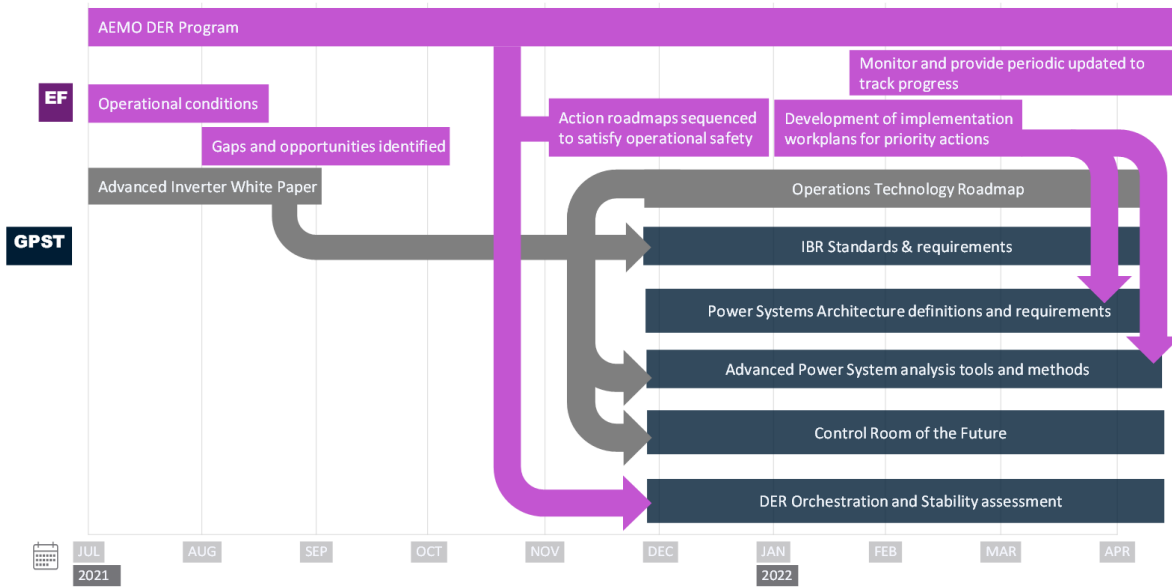 AEMO DER Program
Monitor and provide periodic updated to
track progress
EF
Operational conditions
Action roadmaps sequenced
to satisfy operational safety
Development of implementation
workplans for priority actions
Gaps and opportunities identified
Advanced Inverter White Paper
Operations Technology Roadmap
GPST
IBR Standards & requirements
Power Systems Architecture definitions and requirements
Advanced Power System analysis tools and methods
Control Room of the Future
DER Orchestration and Stability assessment
JUL
AUG
SEP
OCT
NOV
DEC
JAN
FEB
MAR
APR
2021
2022